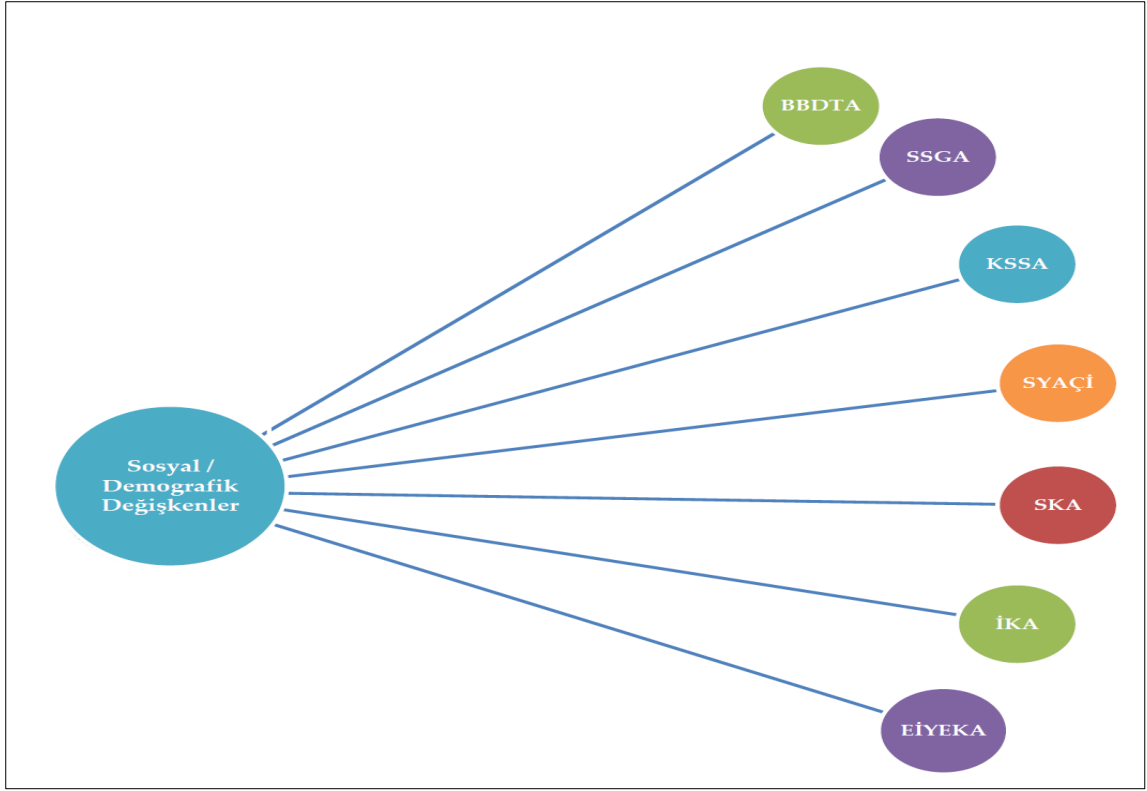 BBDTA
SSGA
KSSA
SYAÇİ
Sosyal /
Demografik
Değişkenler
SKA
İKA
EİYEKA